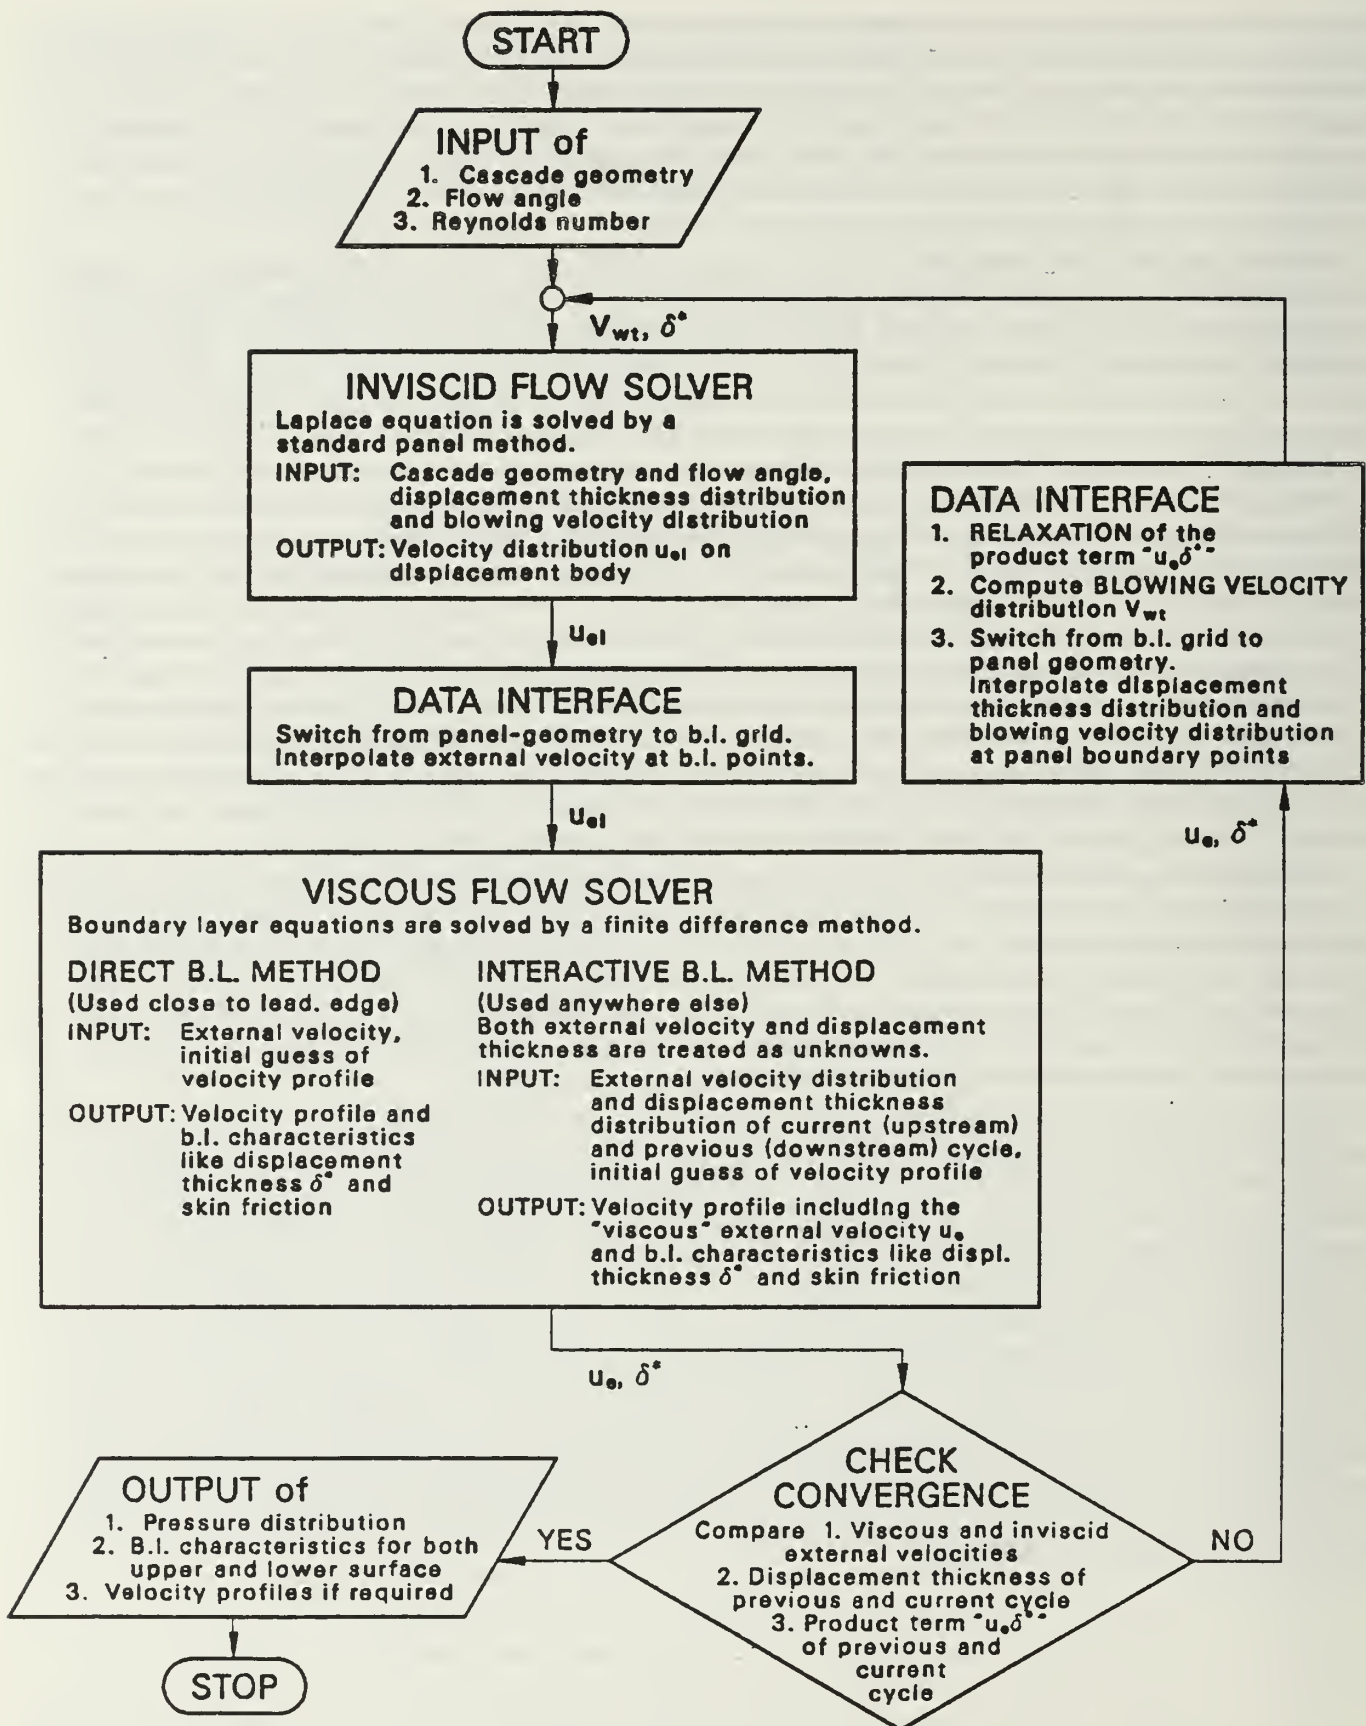 START
INPUT of
1. Cascade geometry
2. Flow angle
3. Reynolds number
V_wt, δ*
INVISCID FLOW SOLVER
Laplace equation is solved by a
standard panel method.
INPUT: Cascade geometry and flow angle,
displacement thickness distribution
and blowing velocity distribution
OUTPUT: Velocity distribution u_eI on
displacement body
u_eI
DATA INTERFACE
Switch from panel-geometry to b.l. grid.
Interpolate external velocity at b.l. points.
u_eI
DATA INTERFACE
1. RELAXATION of the
product term "u_e δ*"
2. Compute BLOWING VELOCITY
distribution V_wt
3. Switch from b.l. grid to
panel geometry.
Interpolate displacement
thickness distribution and
blowing velocity distribution
at panel boundary points
u_e, δ*
VISCOUS FLOW SOLVER
Boundary layer equations are solved by a finite difference method.
DIRECT B.L. METHOD
(Used close to lead. edge)
INPUT: External velocity,
initial guess of
velocity profile
OUTPUT: Velocity profile and
b.l. characteristics
like displacement
thickness δ* and
skin friction
INTERACTIVE B.L. METHOD
(Used anywhere else)
Both external velocity and displacement
thickness are treated as unknowns.
INPUT: External velocity distribution
and displacement thickness
distribution of current (upstream)
and previous (downstream) cycle,
initial guess of velocity profile
OUTPUT: Velocity profile including the
"viscous" external velocity u_e
and b.l. characteristics like displ.
thickness δ* and skin friction
u_e, δ*
CHECK
CONVERGENCE
Compare 1. Viscous and inviscid
external velocities
2. Displacement thickness of
previous and current cycle
3. Product term "u_e δ*"
of previous and
current
cycle
NO
YES
OUTPUT of
1. Pressure distribution
2. B.l. characteristics for both
upper and lower surface
3. Velocity profiles if required
STOP